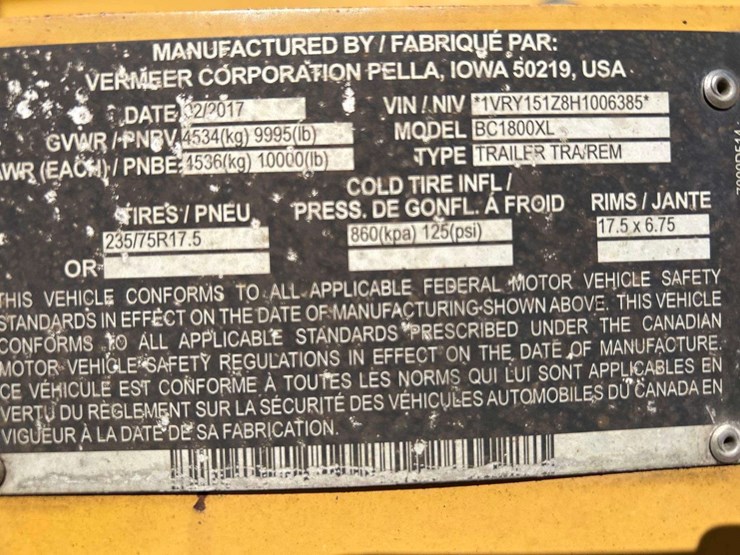 MANUFACTURED BY / FABRIQUÉ PAR:
VERMEER CORPORATION PELLA, IOWA 50219, USA
DATE 02/2017 VIN / NIV *1VRY151Z8H1006385*
GVWR / PNBV 4534(kg) 9995(lb) MODEL BC1800XL
AWR (EACH) / PNBE 4536(kg) 10000(lb) TYPE TRAILER TRA/REM
COLD TIRE INFL /
TIRES / PNEU PRESS. DE GONFL. Á FROID RIMS / JANTE
235/75R17.5 860(kpa) 125(psi) 17.5 x 6.75
OR
THIS VEHICLE CONFORMS TO ALL APPLICABLE FEDERAL MOTOR VEHICLE SAFETY
STANDARDS IN EFFECT ON THE DATE OF MANUFACTURING SHOWN ABOVE. THIS VEHICLE
CONFORMS TO ALL APPLICABLE STANDARDS PRESCRIBED UNDER THE CANADIAN
MOTOR VEHICLE SAFETY REGULATIONS IN EFFECT ON THE DATE OF MANUFACTURE.
CE VÉHICULE EST CONFORME À TOUTES LES NORMS QUI LUI SONT APPLICABLES EN
VERTU DU RÈGLEMENT SUR LA SÉCURITÉ DES VÉHICULES AUTOMOBILES DU CANADA EN
VIGUEUR À LA DATE DE SA FABRICATION.